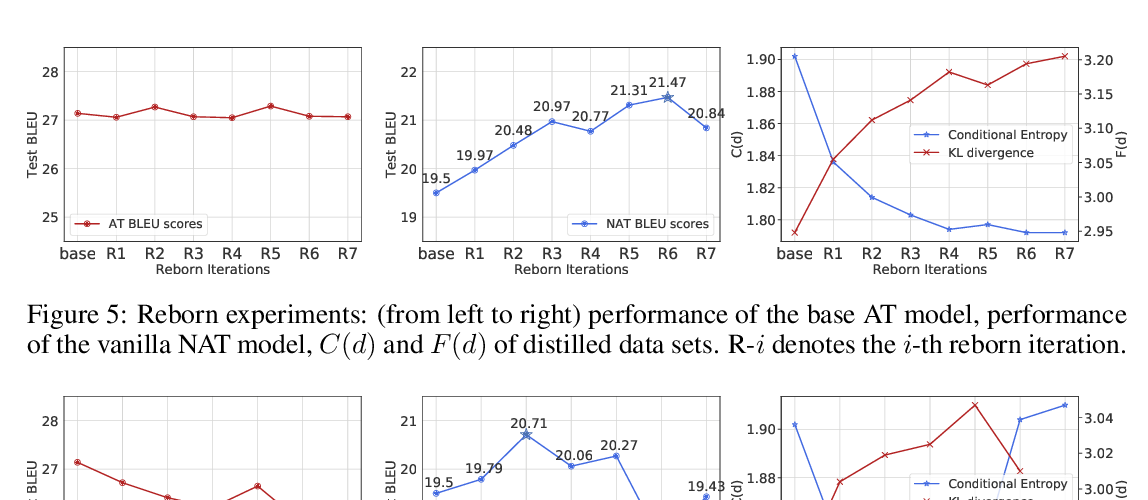 28
27
26
25
Test BLEU
AT BLEU scores
base R1 R2 R3 R4 R5 R6 R7
Reborn Iterations
22
21
20
19
Test BLEU
19.5
19.97
20.48
20.97
20.77
21.31
21.47
20.84
NAT BLEU scores
base R1 R2 R3 R4 R5 R6 R7
Reborn Iterations
1.90
1.88
1.86
1.84
1.82
1.80
C(d)
Conditional Entropy
KL divergence
3.20
3.15
3.10
3.05
3.00
2.95
F(d)
base R1 R2 R3 R4 R5 R6 R7
Reborn Iterations
Figure 5: Reborn experiments: (from left to right) performance of the base AT model, performance
of the vanilla NAT model, C(d) and F(d) of distilled data sets. R-i denotes the i-th reborn iteration.
28
27
21
20
19.5
19.79
20.71
20.06
20.27
19.43
1.90
1.88
Conditional Entropy
3.04
3.02
3.00